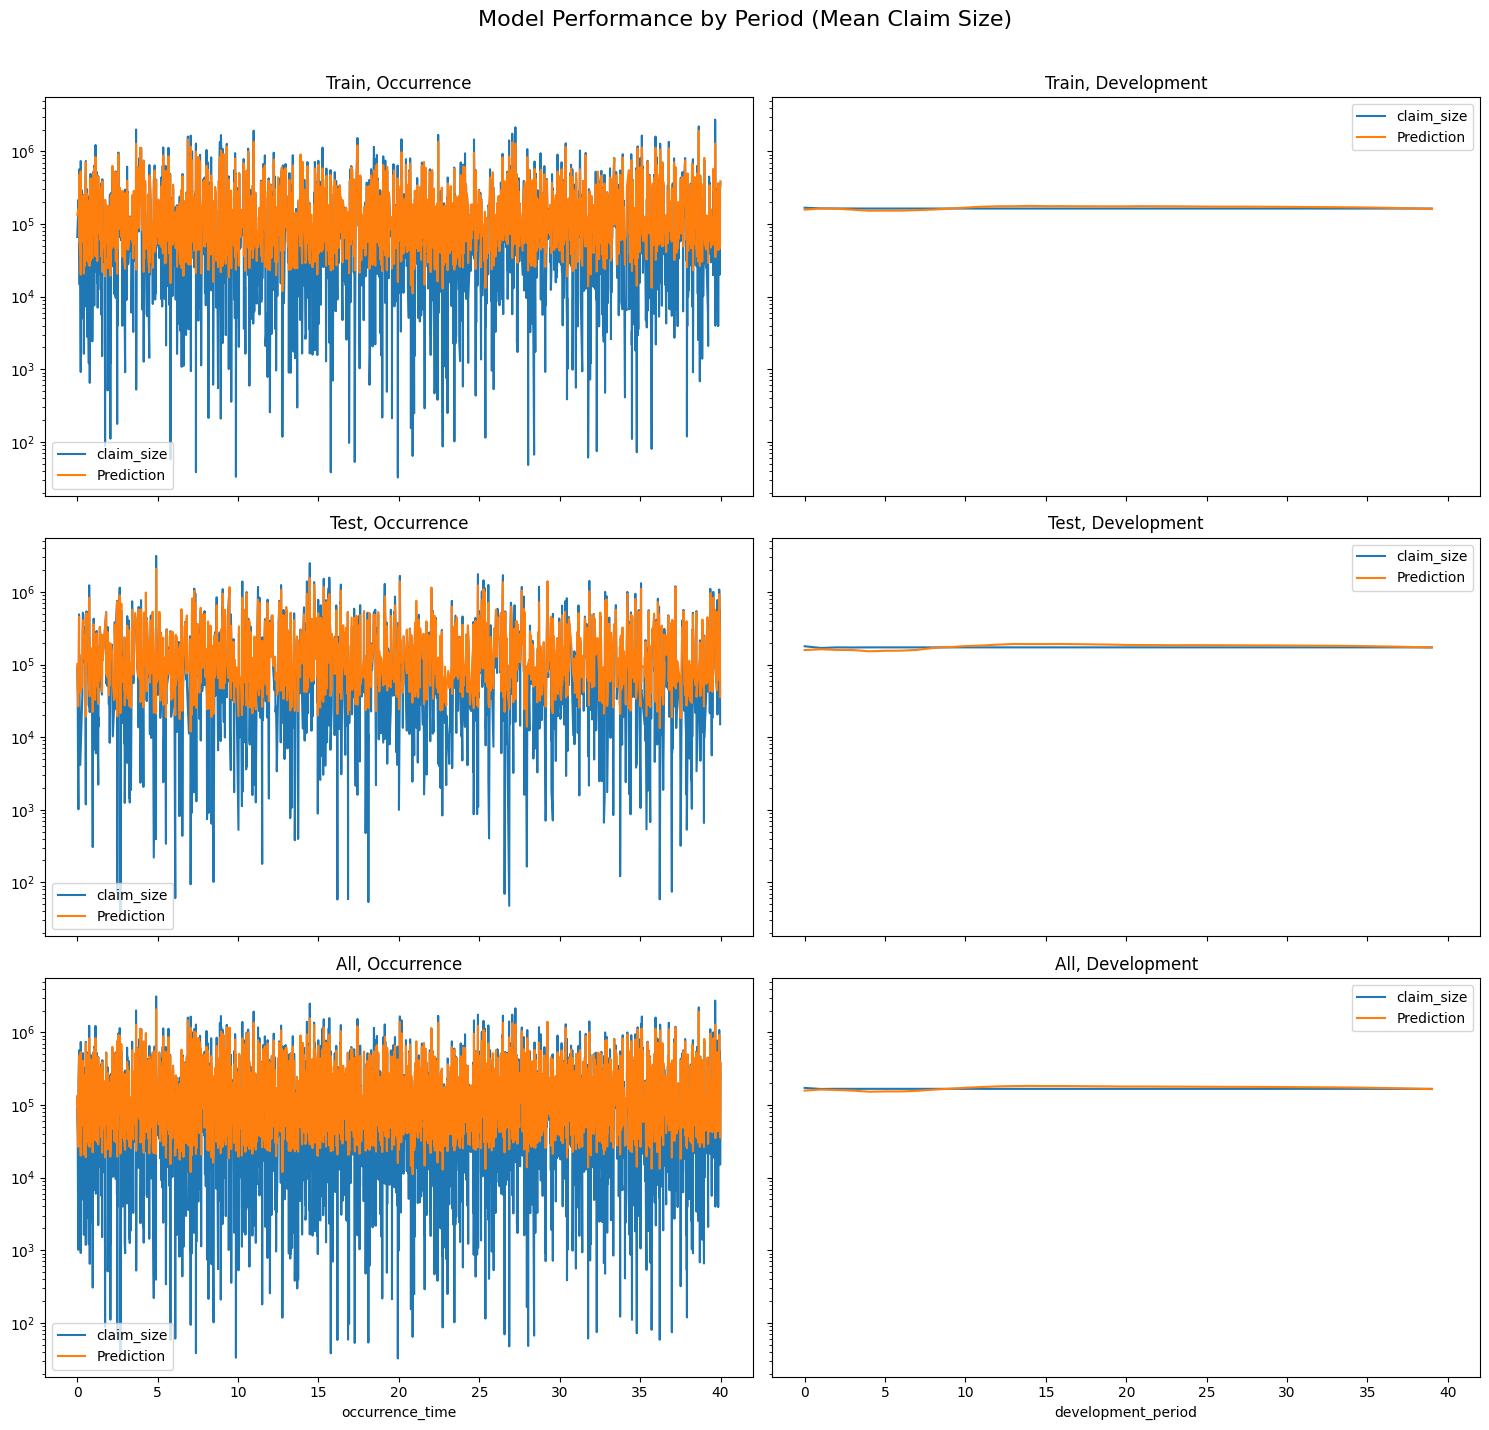 Model Performance by Period (Mean Claim Size)
Train, Occurrence
Train, Development
10^6
10^5
10^4
10^3
10^2
claim_size
Prediction
claim_size
Prediction
Test, Occurrence
Test, Development
10^6
10^5
10^4
10^3
10^2
claim_size
Prediction
claim_size
Prediction
All, Occurrence
All, Development
10^6
10^5
10^4
10^3
10^2
claim_size
Prediction
claim_size
Prediction
0 5 10 15 20 25 30 35 40
occurrence_time
0 5 10 15 20 25 30 35 40
development_period